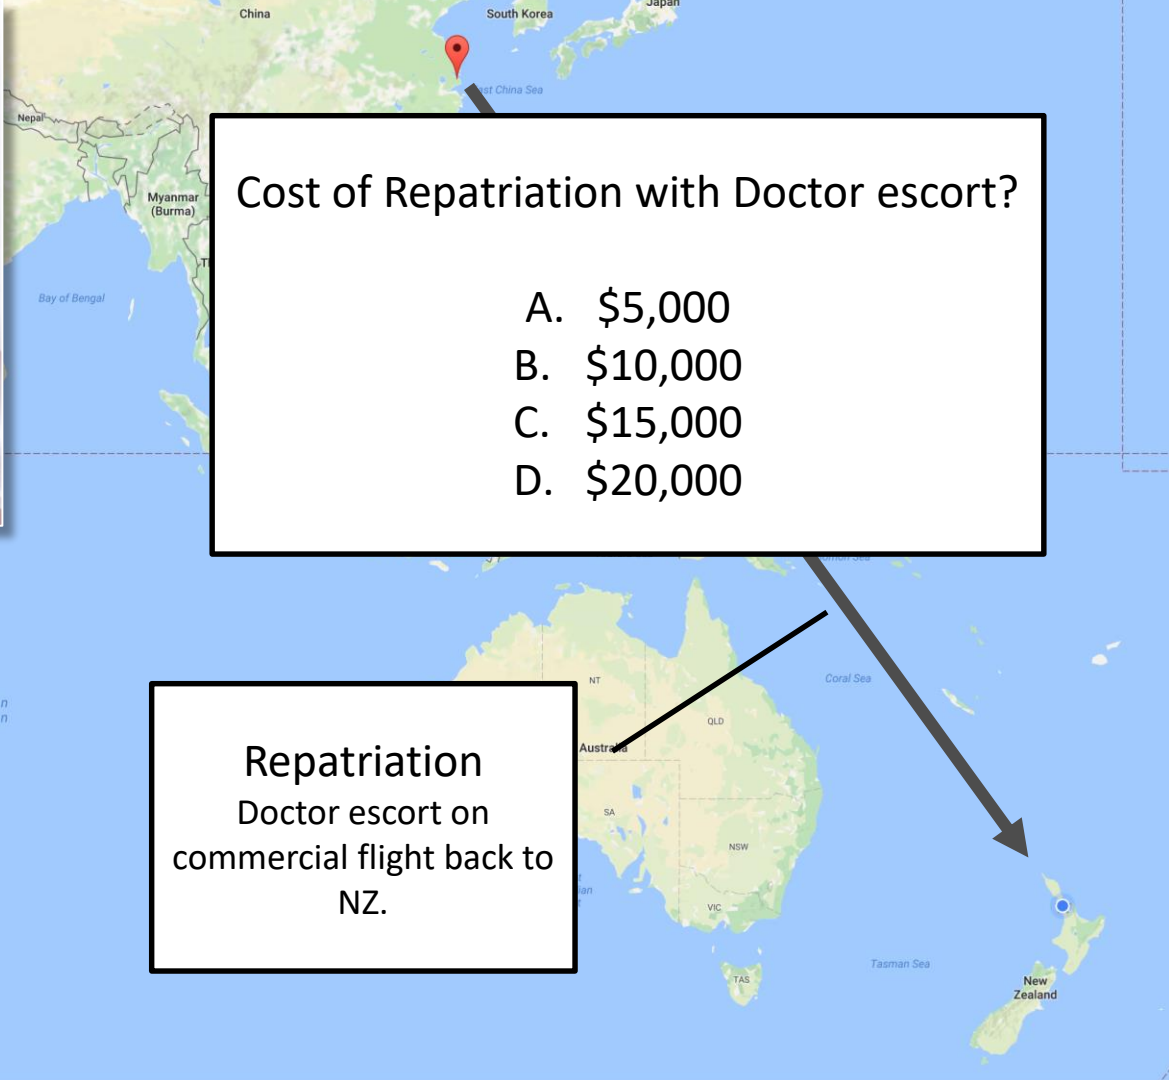 China
South Korea
Japan
East China Sea
Nepal
Myanmar
(Burma)
Bay of Bengal
Cost of Repatriation with Doctor escort?
A. $5,000
B. $10,000
C. $15,000
D. $20,000
Coral Sea
NT
QLD
Australia
SA
NSW
VIC
TAS
Tasman Sea
New
Zealand
Repatriation
Doctor escort on
commercial flight back to
NZ.